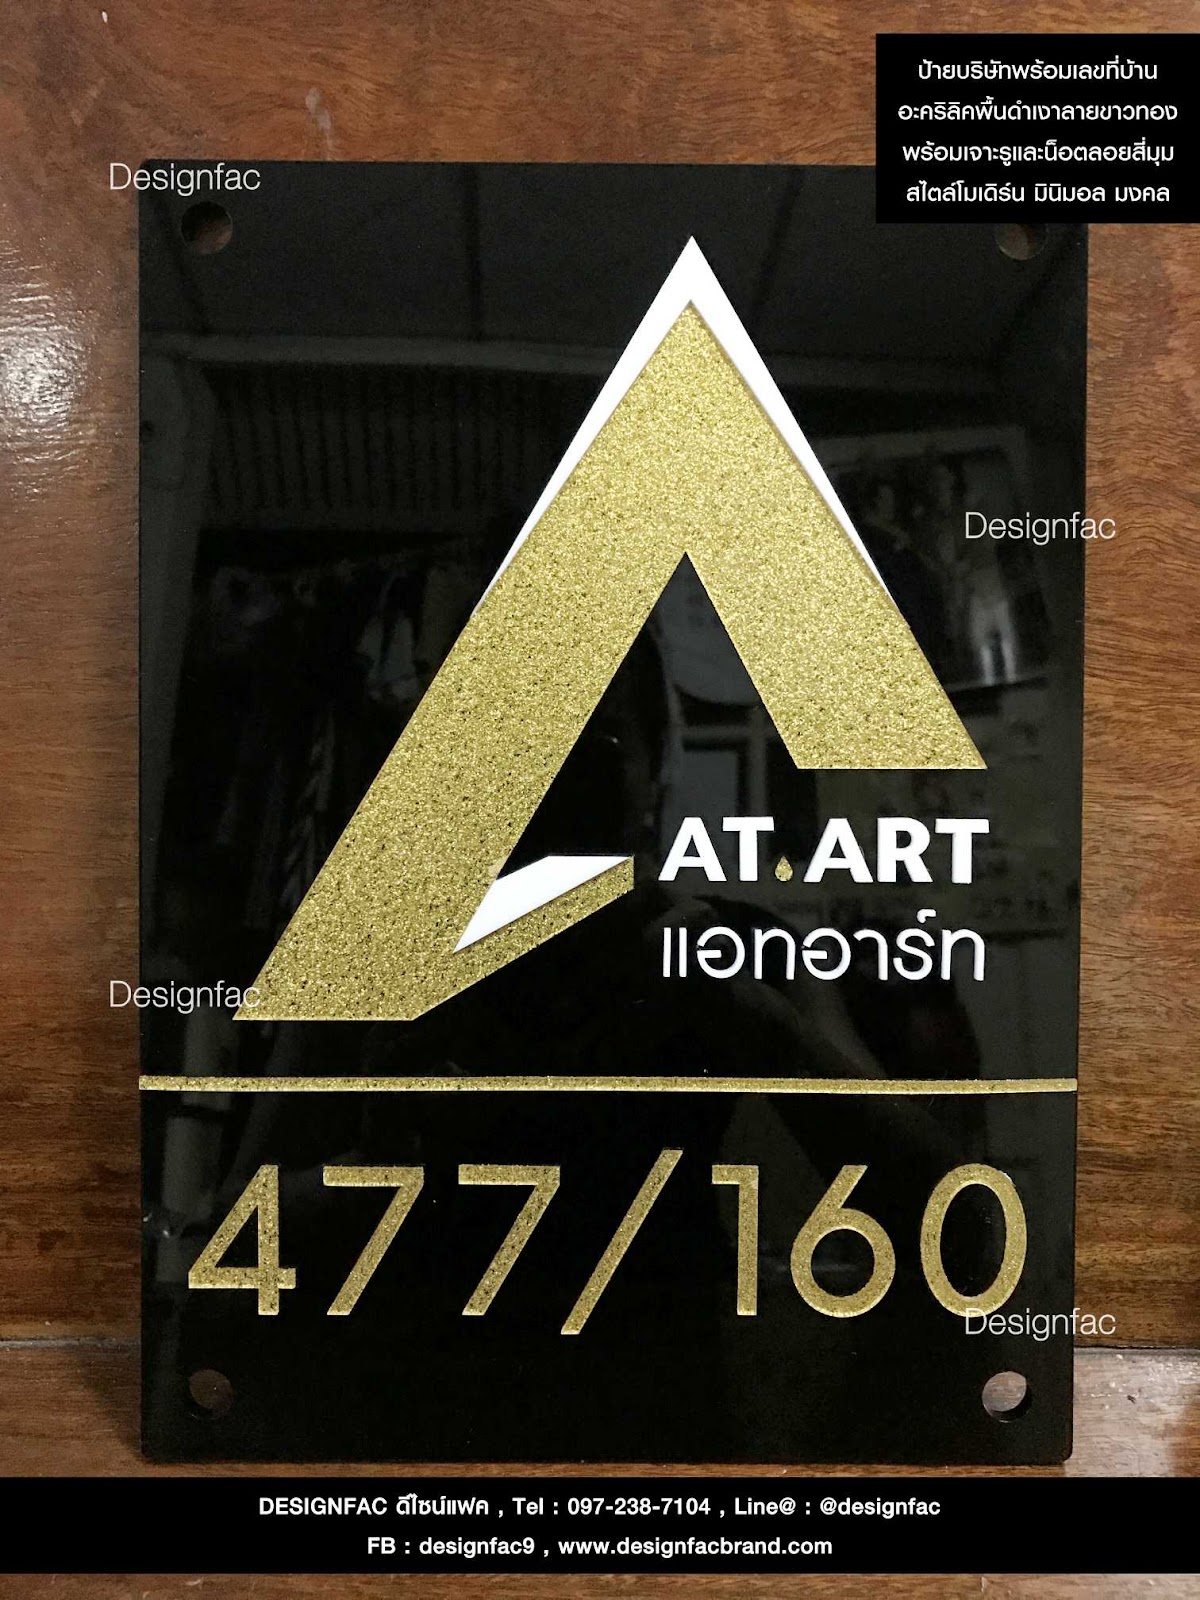 ป้ายบริษัทพร้อมเลขที่บ้าน
อะคริลิคพื้นดำเงาลายขาวทอง
พร้อมเจาะรูและน็อตลอยสี่มุม
สไตล์โมเดิร์น มินิมอล มงคล
Designfac
Designfac
AT.ART
แอทอาร์ท
Designfac
477/160
Designfac
DESIGNFAC ดีไซน์แฟค , Tel : 097-238-7104 , Line@ : @designfac
FB : designfac9 , www.designfacbrand.com